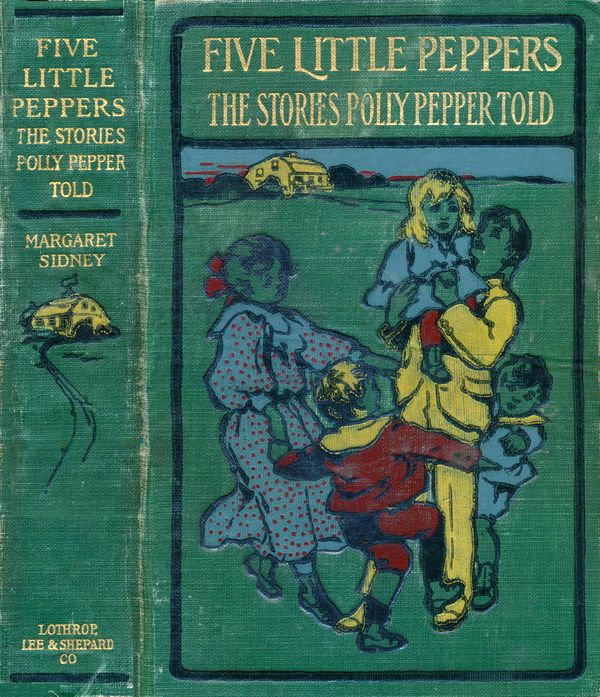 FIVE
LITTLE
PEPPERS
THE STORIES
POLLY PEPPER
TOLD
MARGARET
SIDNEY
LOTHROP,
LEE & SHEPARD
CO
FIVE LITTLE PEPPERS
THE STORIES POLLY PEPPER TOLD